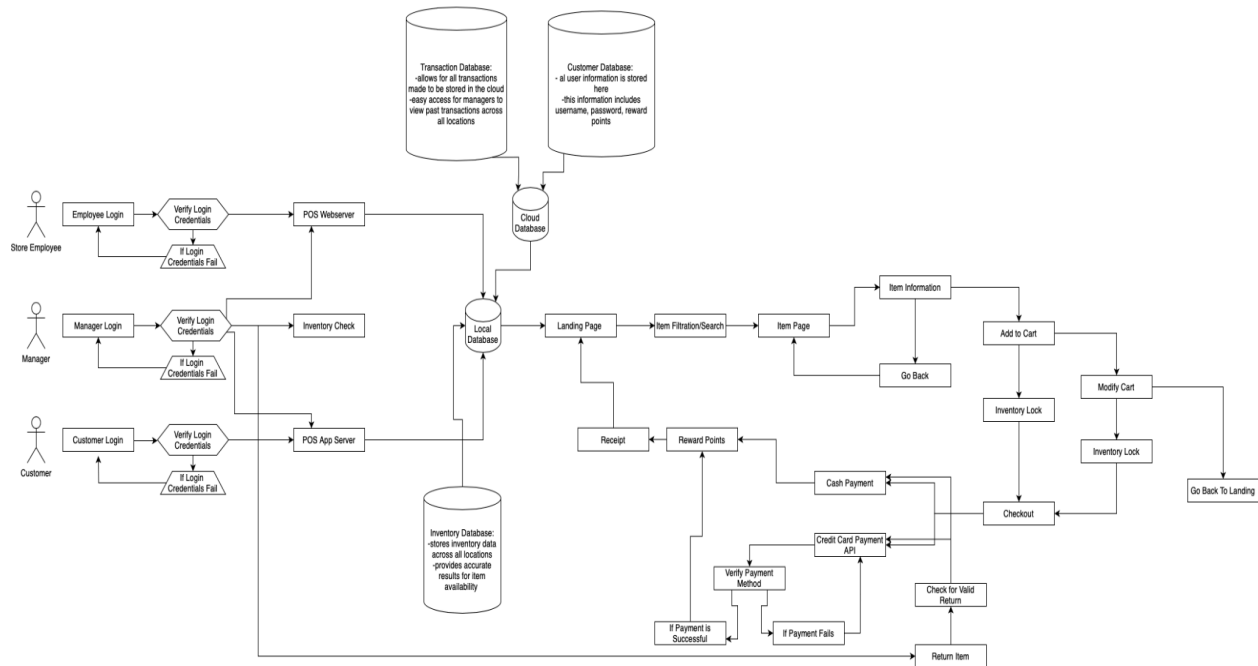 Transaction Database:
-allows for all transactions
made to be stored in the cloud
-easy access for managers to
view past transactions across
all locations
Customer Database:
- al user information is stored
here
-this information includes
username, password, reward
points
Cloud
Database
Store Employee
Employee Login
Verify Login
Credentials
If Login
Credentials Fail
POS Webserver
Manager
Manager Login
Verify Login
Credentials
If Login
Credentials Fail
Inventory Check
Customer
Customer Login
Verify Login
Credentials
If Login
Credentials Fail
POS App Server
Local
Database
Inventory Database:
-stores inventory data
across all locations
-provides accurate
results for item
availability
Landing Page
Item Filtration/Search
Item Page
Item Information
Go Back
Add to Cart
Inventory Lock
Modify Cart
Inventory Lock
Go Back To Landing
Checkout
Receipt
Reward Points
Cash Payment
Credit Card Payment
API
Verify Payment
Method
If Payment is
Successful
If Payment Fails
Check for Valid
Return
Return Item